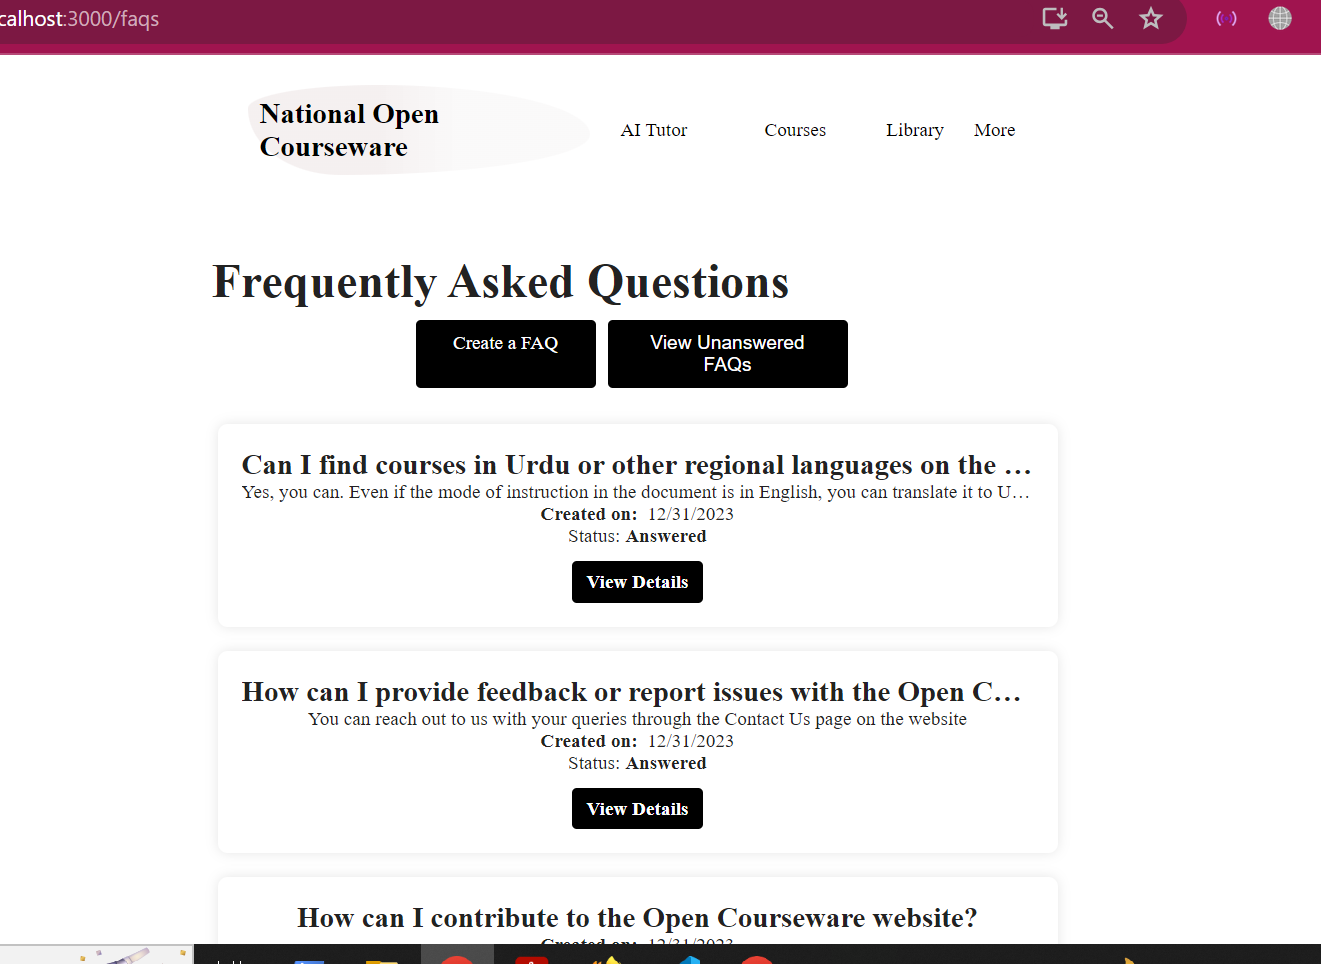 calhost:3000/faqs
National Open
Courseware
AI Tutor
Courses
Library
More
Frequently Asked Questions
Create a FAQ
View Unanswered
FAQs
Can I find courses in Urdu or other regional languages on the …
Yes, you can. Even if the mode of instruction in the document is in English, you can translate it to U…
Created on: 12/31/2023
Status: Answered
View Details
How can I provide feedback or report issues with the Open C…
You can reach out to us with your queries through the Contact Us page on the website
Created on: 12/31/2023
Status: Answered
View Details
How can I contribute to the Open Courseware website?
Created on: 12/31/2023